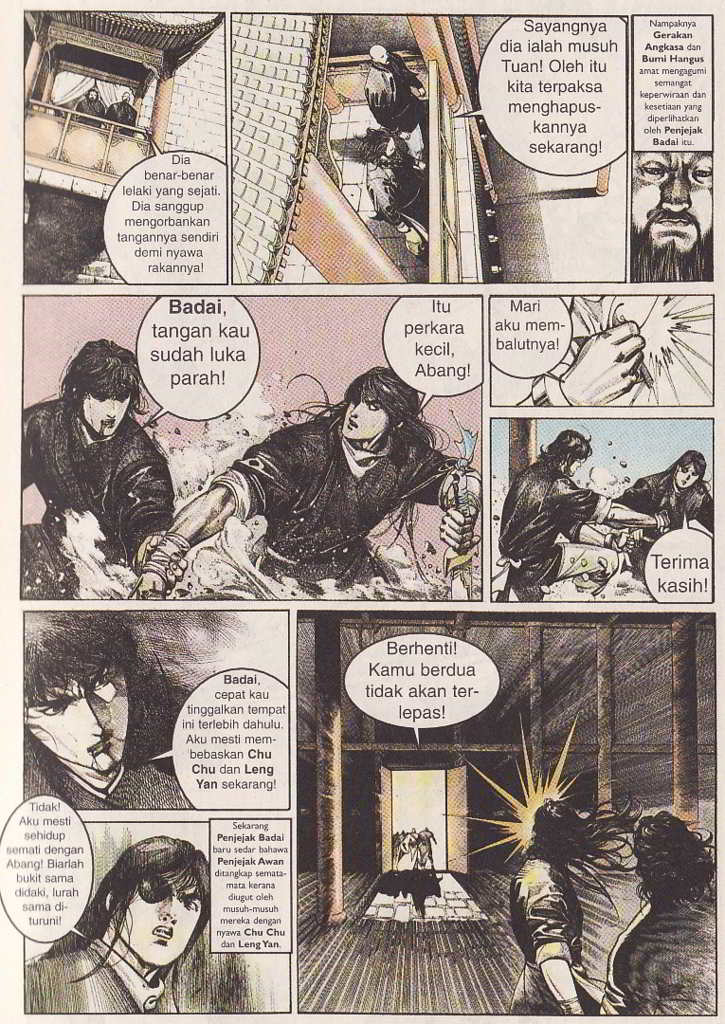 Dia
benar-benar
lelaki yang sejati.
Dia sanggup
mengorbankan
tangannya sendiri
demi nyawa
rakannya!
Sayangnya
dia ialah musuh
Tuan! Oleh itu
kita terpaksa
menghapus-
kannya
sekarang!
Nampaknya
Gerakan
Angkasa dan
Bumi Hangus
amat mengagumi
semangat
keperwiraan dan
kesetiaan yang
diperlihatkan
oleh Penjejak
Badai itu.
Badai,
tangan kau
sudah luka
parah!
Itu
perkara
kecil,
Abang!
Mari
aku mem-
balutnya!
Terima
kasih!
Badai,
cepat kau
tinggalkan tempat
ini terlebih dahulu.
Aku mesti mem-
bebaskan Chu
Chu dan Leng
Yan sekarang!
Tidak!
Aku mesti
sehidup
semati dengan
Abang! Biarlah
bukit sama
didaki, lurah
sama di-
turuni!
Sekarang
Penjejak Badai
baru sedar bahawa
Penjejak Awan
ditangkap semata-
mata kerana
diugut oleh
musuh-musuh
mereka dengan
nyawa Chu Chu
dan Leng Yan.
Berhenti!
Kamu berdua
tidak akan ter-
lepas!